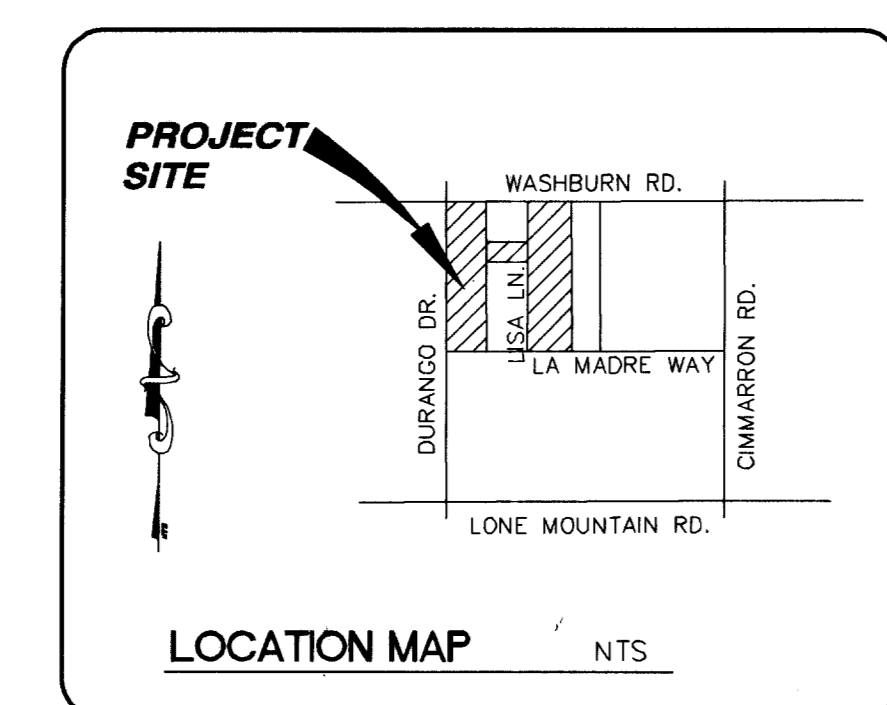 PROJECT
SITE
WASHBURN RD.
DURANGO DR.
LISA LN.
LA MADRE WAY
CIMMARRON RD.
LONE MOUNTAIN RD.
LOCATION MAP NTS